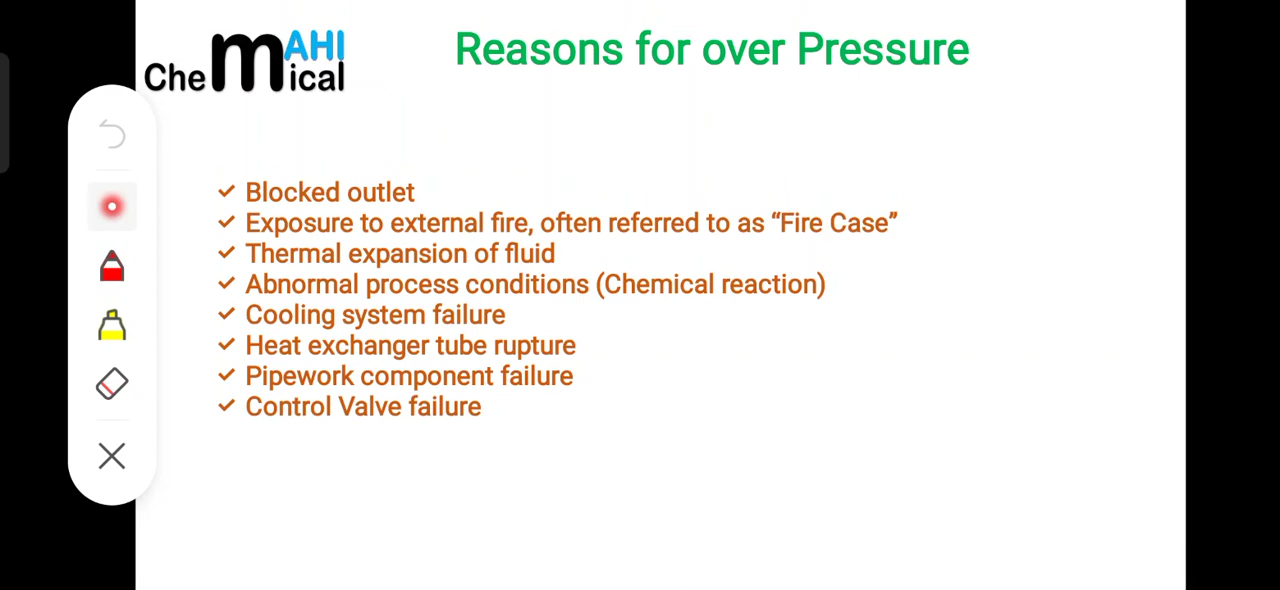 Chemical
MAHI
Reasons for over Pressure
✓ Blocked outlet
✓ Exposure to external fire, often referred to as “Fire Case”
✓ Thermal expansion of fluid
✓ Abnormal process conditions (Chemical reaction)
✓ Cooling system failure
✓ Heat exchanger tube rupture
✓ Pipework component failure
✓ Control Valve failure